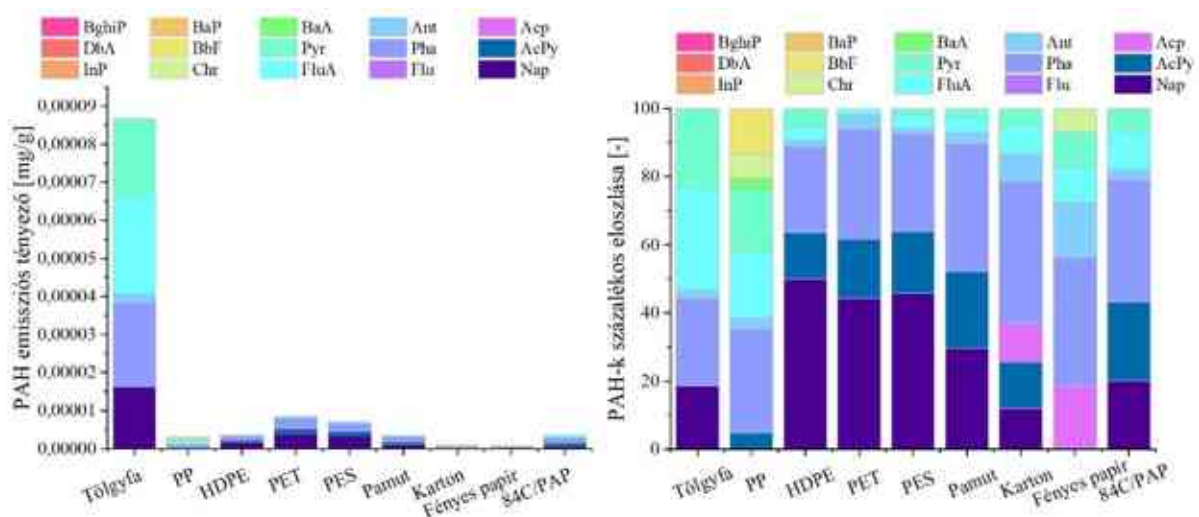 BghiP BaP BaA Ant Acp
DbA BbF Pyr Pha AcPy
InP Chr FluA Flu Nap
PAH emissziós tényező [mg/g]
0,00009
0,00008
0,00007
0,00006
0,00005
0,00004
0,00003
0,00002
0,00001
0,00000
Tölgyfa PP HDPE PET PES Pamut Karton Fényes papír 84C/PAP
BghiP BaP BaA Ant Acp
DbA BbF Pyr Pha AcPy
InP Chr FluA Flu Nap
PAH-k százalékos eloszlása [-]
100
80
60
40
20
0
Tölgyfa PP HDPE PET PES Pamut Karton Fényes papír 84C/PAP